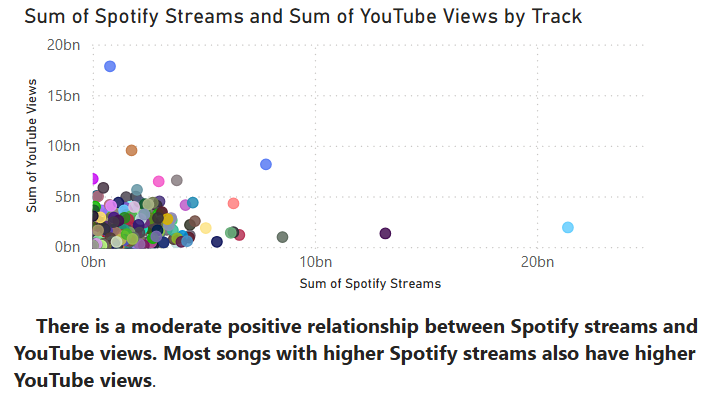 Sum of Spotify Streams and Sum of YouTube Views by Track
20bn
15bn
10bn
5bn
0bn
Sum of YouTube Views
0bn 10bn 20bn
Sum of Spotify Streams
There is a moderate positive relationship between Spotify streams and
YouTube views. Most songs with higher Spotify streams also have higher
YouTube views.